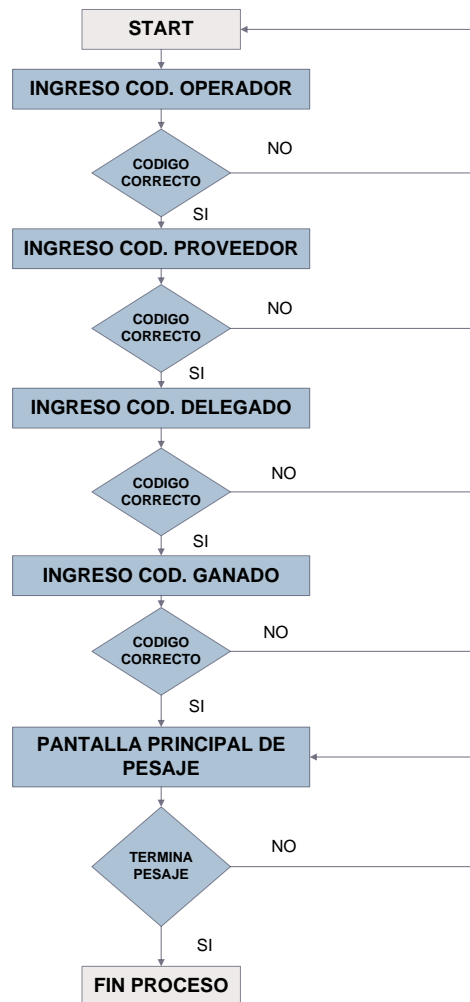 START
INGRESO COD. OPERADOR
NO
CODIGO
CORRECTO
SI
INGRESO COD. PROVEEDOR
NO
CODIGO
CORRECTO
SI
INGRESO COD. DELEGADO
NO
CODIGO
CORRECTO
SI
INGRESO COD. GANADO
NO
CODIGO
CORRECTO
SI
PANTALLA PRINCIPAL DE
PESAJE
NO
TERMINA
PESAJE
SI
FIN PROCESO